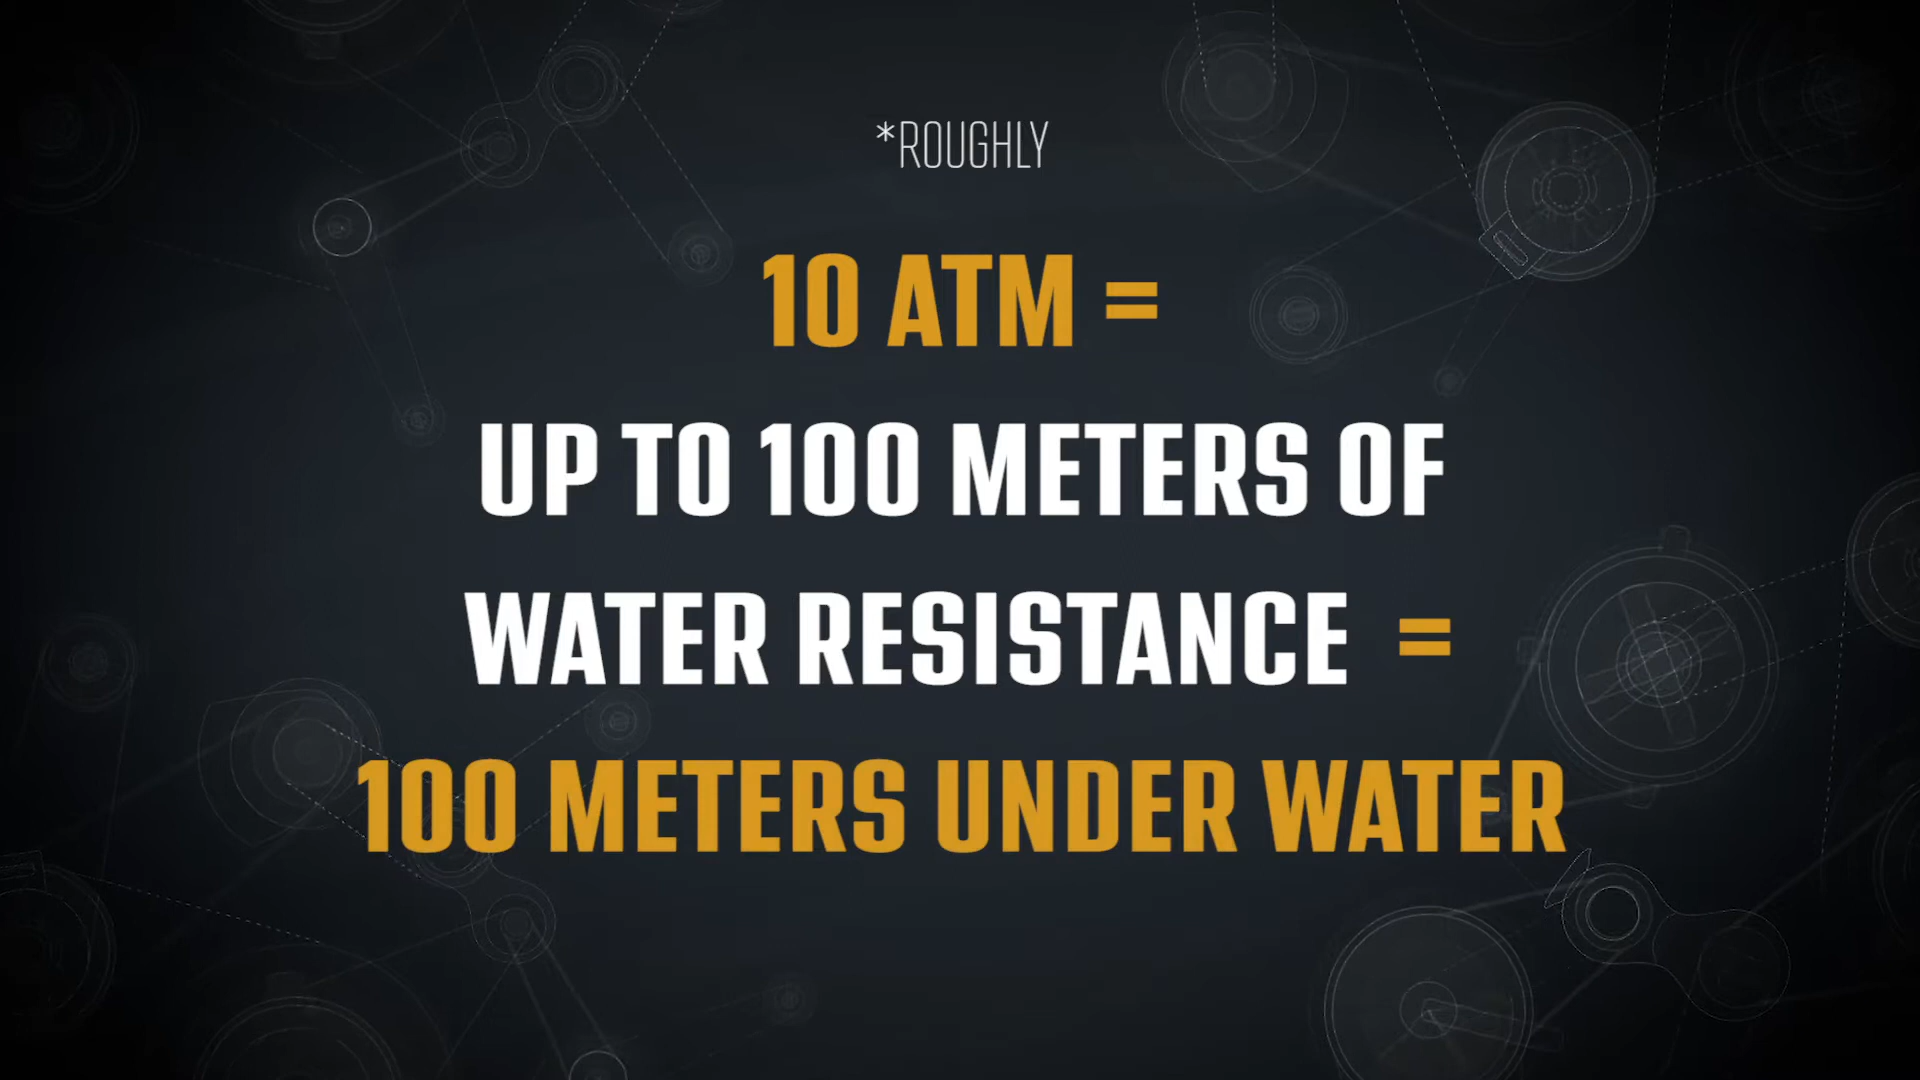 *ROUGHLY
10 ATM =
UP TO 100 METERS OF
WATER RESISTANCE =
100 METERS UNDER WATER